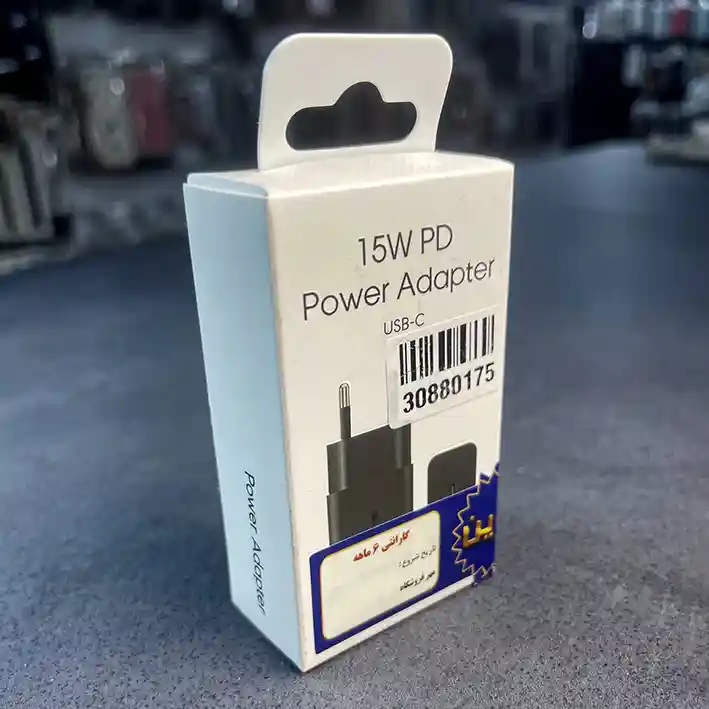 15W PD
Power Adapter
USB-C
30880175
گارانتی ۶ ماهه
تاریخ شروع:
مهر فروشگاه
Power Adapter